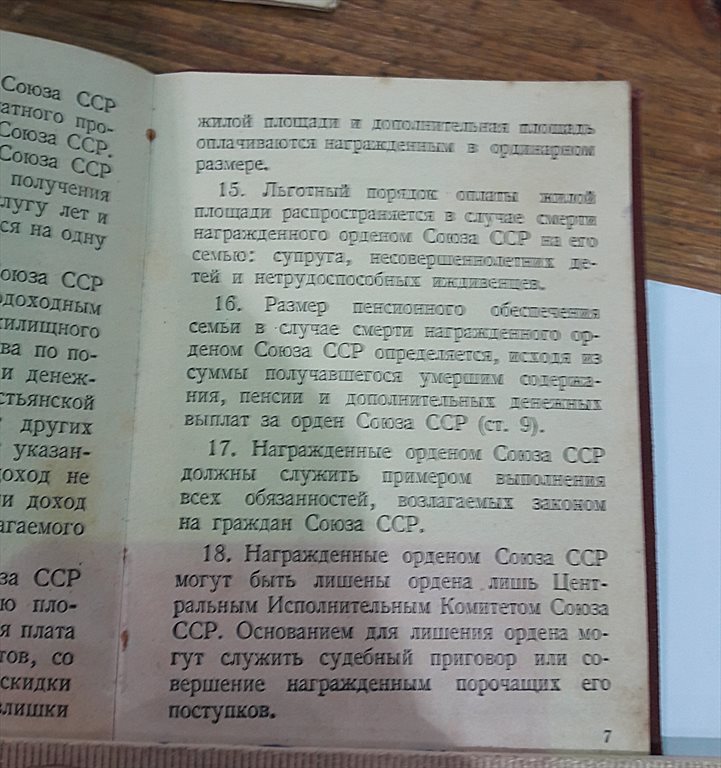 Союза ССР
атного про-
Союза ССР.
Союза ССР
получения
слугу лет и
ся на одну
Союза ССР
одоходным
жилищного
ва по по-
и денеж-
стьянской
других
указан-
доход не
и доход
агаемого
за ССР
ю пло-
я плата
тов, со
скидки
злишки
жилой площади и дополнительная площадь
оплачиваются награжденным в ординарном
размере.
15. Льготный порядок оплаты жилой
площади распространяется в случае смерти
награжденного орденом Союза ССР на его
семью: супруга, несовершеннолетних де-
тей и нетрудоспособных иждивенцев.
16. Размер пенсионного обеспечения
семьи в случае смерти награжденного ор-
деном Союза ССР определяется, исходя из
суммы получавшегося умершим содержа-
ния, пенсии и дополнительных денежных
выплат за орден Союза ССР (ст. 9).
17. Награжденные орденом Союза ССР
должны служить примером выполнения
всех обязанностей, возлагаемых законом
на граждан Союза ССР.
18. Награжденные орденом Союза ССР
могут быть лишены ордена лишь Цент-
ральным Исполнительным Комитетом Союза
ССР. Основанием для лишения ордена мо-
гут служить судебный приговор или со-
вершение награжденным порочащих его
поступков.
7